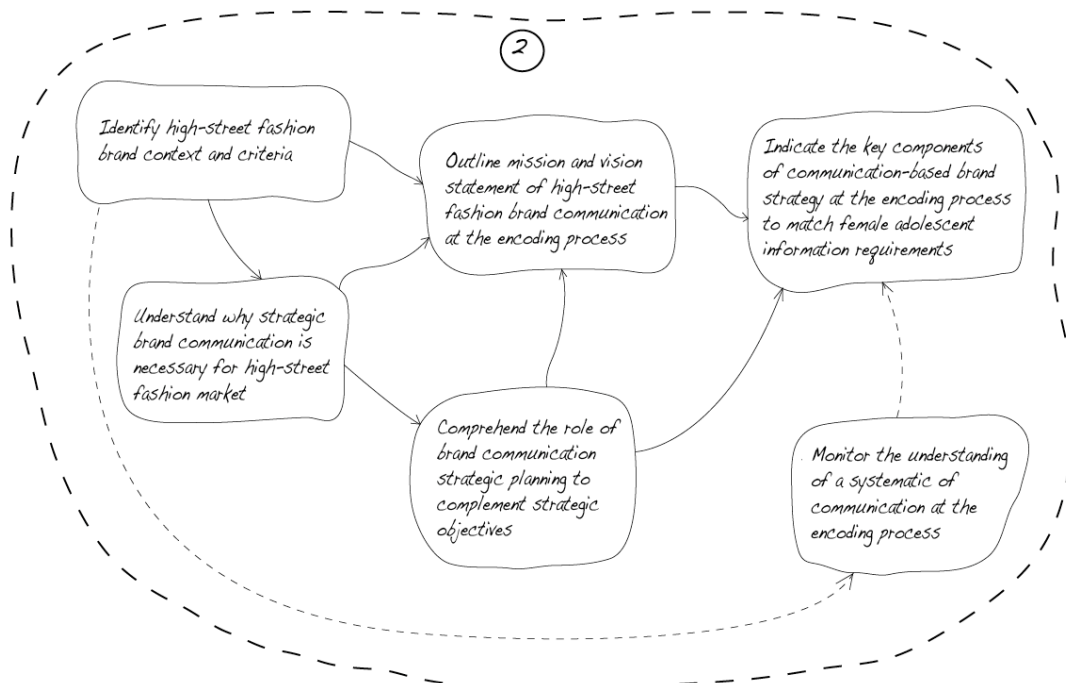 2
Identify high-street fashion
brand context and criteria
Outline mission and vision
statement of high-street
fashion brand communication
at the encoding process
Indicate the key components
of communication-based brand
strategy at the encoding process
to match female adolescent
information requirements
Understand why strategic
brand communication is
necessary for high-street
fashion market
Comprehend the role of
brand communication
strategic planning to
complement strategic
objectives
Monitor the understanding
of a systematic of
communication at the
encoding process